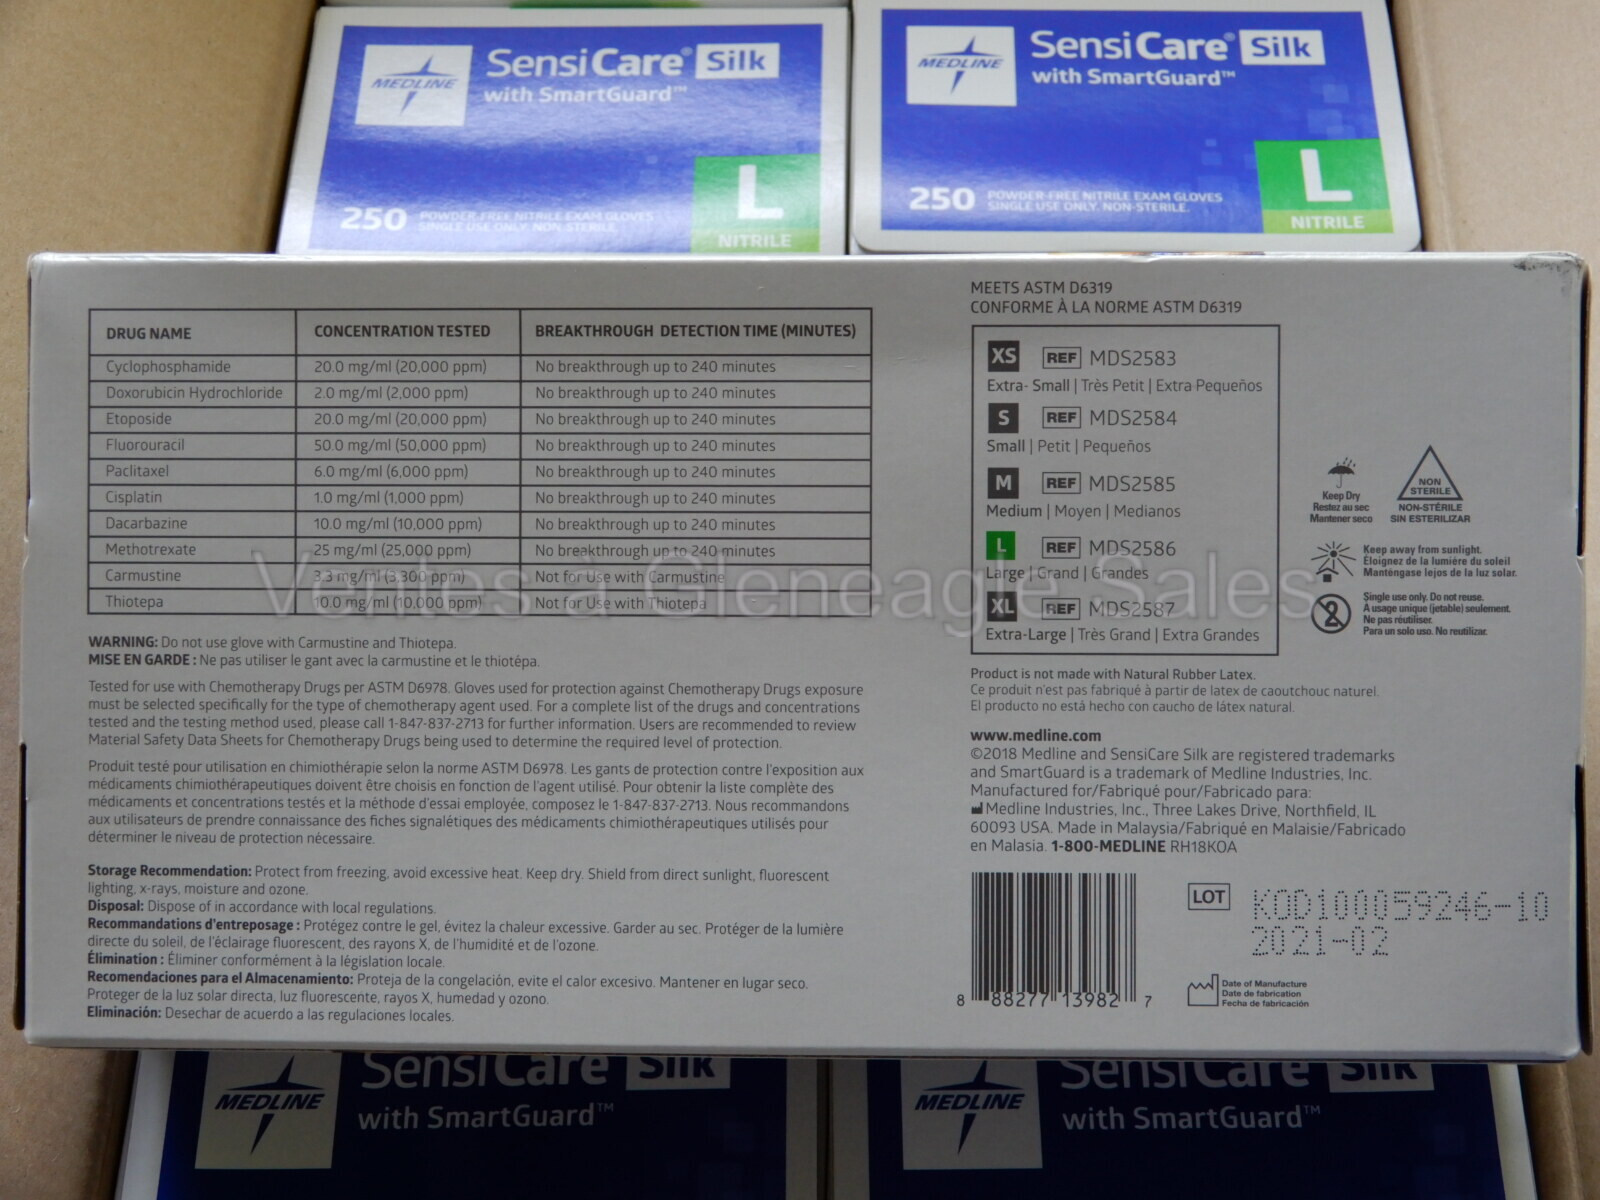 MEDLINE
SensiCare® Silk
with SmartGuard™
L
NITRILE
250 POWDER-FREE NITRILE EXAM GLOVES
SINGLE USE ONLY. NON-STERILE.
MEDLINE
SensiCare® Silk
with SmartGuard™
L
NITRILE
250 POWDER-FREE NITRILE EXAM GLOVES
SINGLE USE ONLY. NON-STERILE.
DRUG NAME CONCENTRATION TESTED BREAKTHROUGH DETECTION TIME (MINUTES)
Cyclophosphamide 20.0 mg/ml (20,000 ppm) No breakthrough up to 240 minutes
Doxorubicin Hydrochloride 2.0 mg/ml (2,000 ppm) No breakthrough up to 240 minutes
Etoposide 20.0 mg/ml (20,000 ppm) No breakthrough up to 240 minutes
Fluorouracil 50.0 mg/ml (50,000 ppm) No breakthrough up to 240 minutes
Paclitaxel 6.0 mg/ml (6,000 ppm) No breakthrough up to 240 minutes
Cisplatin 1.0 mg/ml (1,000 ppm) No breakthrough up to 240 minutes
Dacarbazine 10.0 mg/ml (10,000 ppm) No breakthrough up to 240 minutes
Methotrexate 25 mg/ml (25,000 ppm) No breakthrough up to 240 minutes
Carmustine 3.3 mg/ml (3,300 ppm) Not for Use with Carmustine
Thiotepa 10.0 mg/ml (10,000 ppm) Not for Use with Thiotepa
WARNING: Do not use glove with Carmustine and Thiotepa.
MISE EN GARDE : Ne pas utiliser le gant avec la carmustine et le thiotépa.
Tested for use with Chemotherapy Drugs per ASTM D6978. Gloves used for protection against Chemotherapy Drugs exposure
must be selected specifically for the type of chemotherapy agent used. For a complete list of the drugs and concentrations
tested and the testing method used, please call 1-847-837-2713 for further information. Users are recommended to review
Material Safety Data Sheets for Chemotherapy Drugs being used to determine the required level of protection.
Produit testé pour utilisation en chimiothérapie selon la norme ASTM D6978. Les gants de protection contre l'exposition aux
médicaments chimiothérapeutiques doivent être choisis en fonction de l'agent utilisé. Pour obtenir la liste complète des
médicaments et concentrations testés et la méthode d'essai employée, composez le 1-847-837-2713. Nous recommandons
aux utilisateurs de prendre connaissance des fiches signalétiques des médicaments chimiothérapeutiques utilisés pour
déterminer le niveau de protection nécessaire.
Storage Recommendation: Protect from freezing, avoid excessive heat. Keep dry. Shield from direct sunlight, fluorescent
lighting, x-rays, moisture and ozone.
Disposal: Dispose of in accordance with local regulations.
Recommandations d'entreposage : Protégez contre le gel, évitez la chaleur excessive. Garder au sec. Protéger de la lumière
directe du soleil, de l'éclairage fluorescent, des rayons X, de l'humidité et de l'ozone.
Élimination : Éliminer conformément à la législation locale.
Recomendaciones para el Almacenamiento: Proteja de la congelación, evite el calor excesivo. Mantener en lugar seco.
Proteger de la luz solar directa, luz fluorescente, rayos X, humedad y ozono.
Eliminación: Desechar de acuerdo a las regulaciones locales.
MEETS ASTM D6319
CONFORME À LA NORME ASTM D6319
XS REF MDS2583
Extra- Small | Très Petit | Extra Pequeños
S REF MDS2584
Small | Petit | Pequeños
M REF MDS2585
Medium | Moyen | Medianos
L REF MDS2586
Large | Grand | Grandes
XL REF MDS2587
Extra-Large | Très Grand | Extra Grandes
Keep Dry
Restez au sec
Mantener seco
NON
STERILE
NON-STÉRILE
SIN ESTERILIZAR
Keep away from sunlight.
Éloignez de la lumière du soleil
Manténgase lejos de la luz solar.
2
Single use only. Do not reuse.
À usage unique (jetable) seulement.
Ne pas réutiliser.
Para un solo uso. No reutilizar.
Product is not made with Natural Rubber Latex.
Ce produit n'est pas fabriqué à partir de latex de caoutchouc naturel.
El producto no está hecho con caucho de látex natural.
www.medline.com
©2018 Medline and SensiCare Silk are registered trademarks
and SmartGuard is a trademark of Medline Industries, Inc.
Manufactured for/Fabriqué pour/Fabricado para:
Medline Industries, Inc., Three Lakes Drive, Northfield, IL
60093 USA. Made in Malaysia/Fabriqué en Malaisie/Fabricado
en Malasia. 1-800-MEDLINE RH18KOA
8 88277 13982 7
LOT KOD100059246-10
2021-02
Date of Manufacture
Date de fabrication
Fecha de fabricación
Ventes à Gleneagle Sales
MEDLINE
SensiCare Silk
with SmartGuard™
MEDLINE
SensiCare Silk
with SmartGuard™